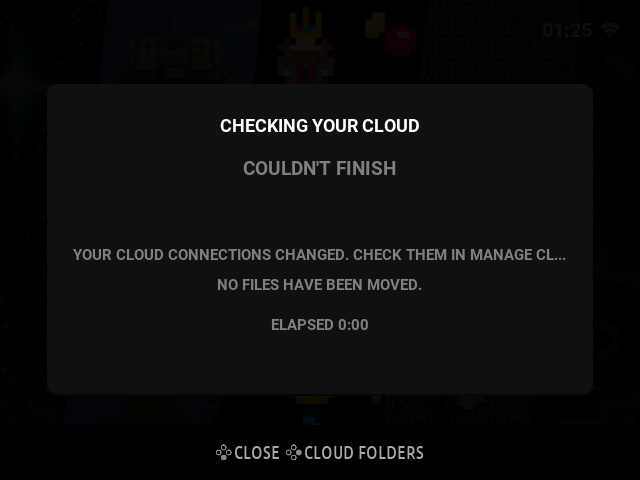 01:25
CHECKING YOUR CLOUD
COULDN'T FINISH
YOUR CLOUD CONNECTIONS CHANGED. CHECK THEM IN MANAGE CL...
NO FILES HAVE BEEN MOVED.
ELAPSED 0:00
CLOSE CLOUD FOLDERS